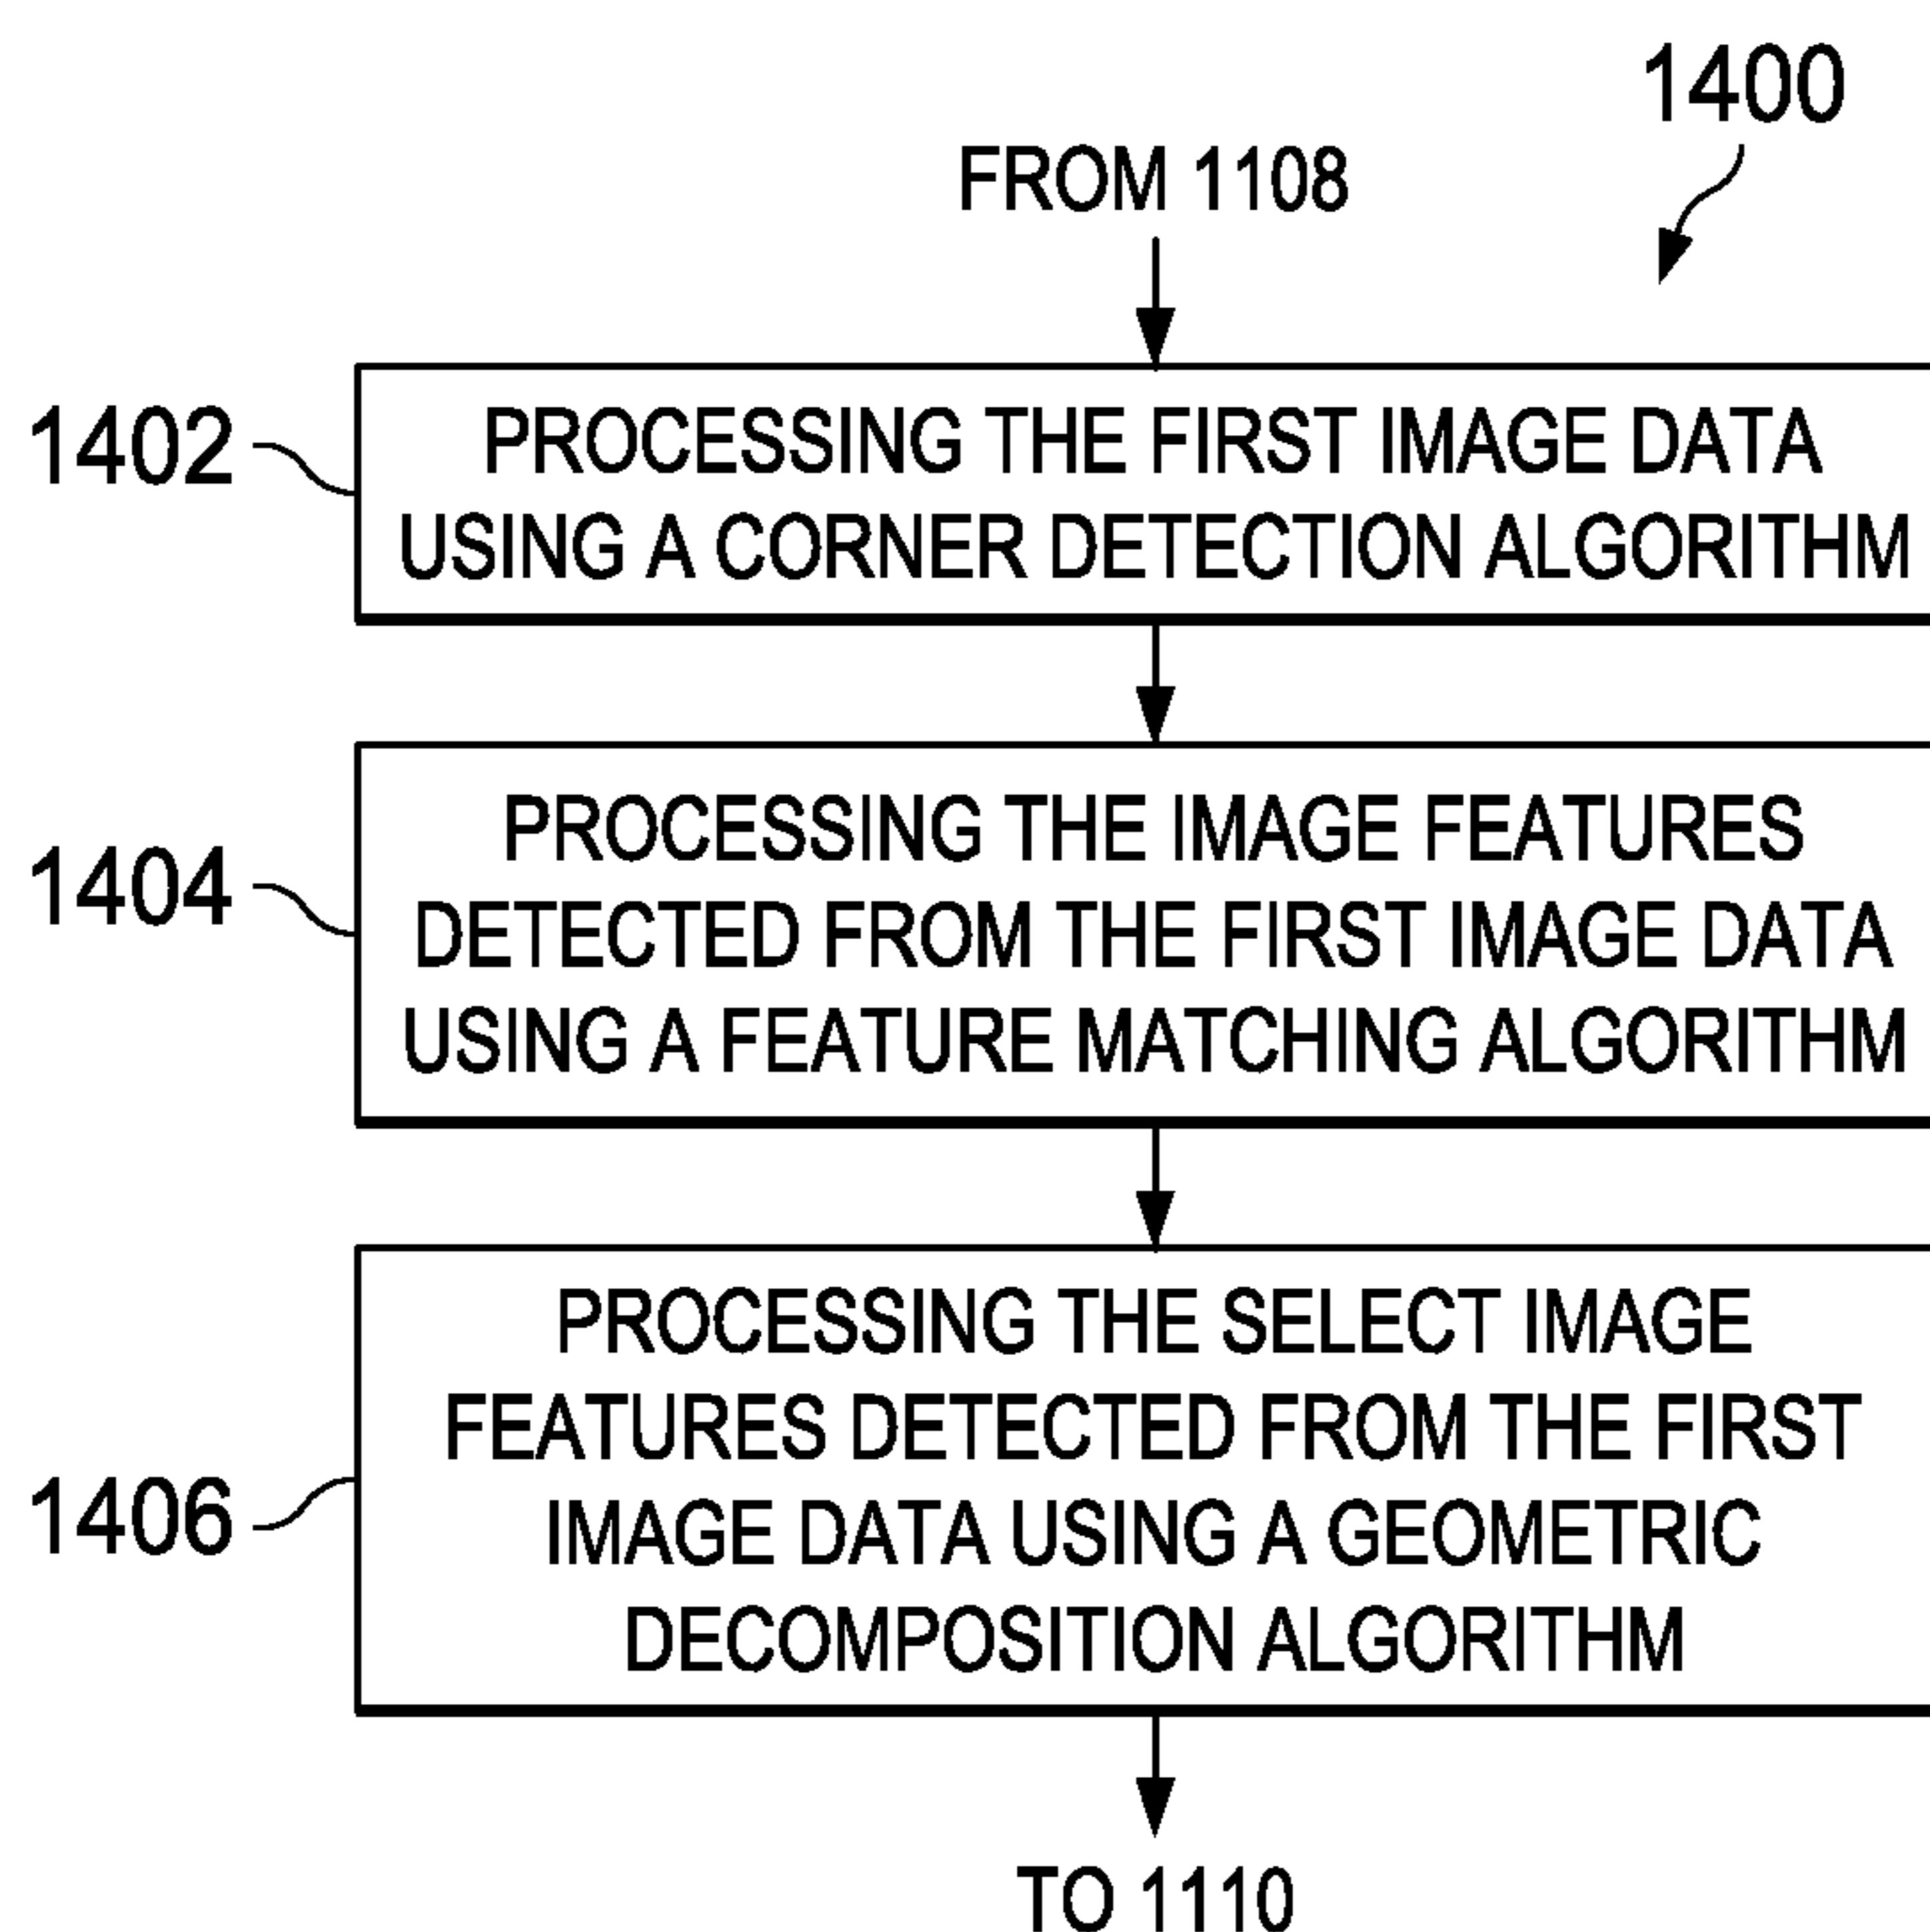 1400
FROM 1108
1402
PROCESSING THE FIRST IMAGE DATA
USING A CORNER DETECTION ALGORITHM
1404
PROCESSING THE IMAGE FEATURES
DETECTED FROM THE FIRST IMAGE DATA
USING A FEATURE MATCHING ALGORITHM
1406
PROCESSING THE SELECT IMAGE
FEATURES DETECTED FROM THE FIRST
IMAGE DATA USING A GEOMETRIC
DECOMPOSITION ALGORITHM
TO 1110